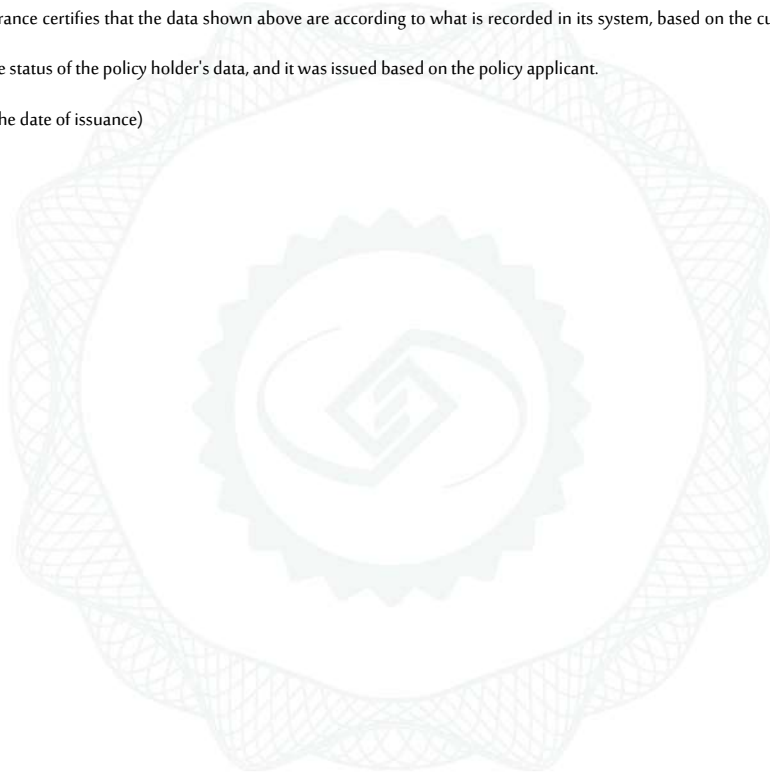 rance certifies that the data shown above are according to what is recorded in its system, based on the cu
e status of the policy holder's data, and it was issued based on the policy applicant.
he date of issuance)